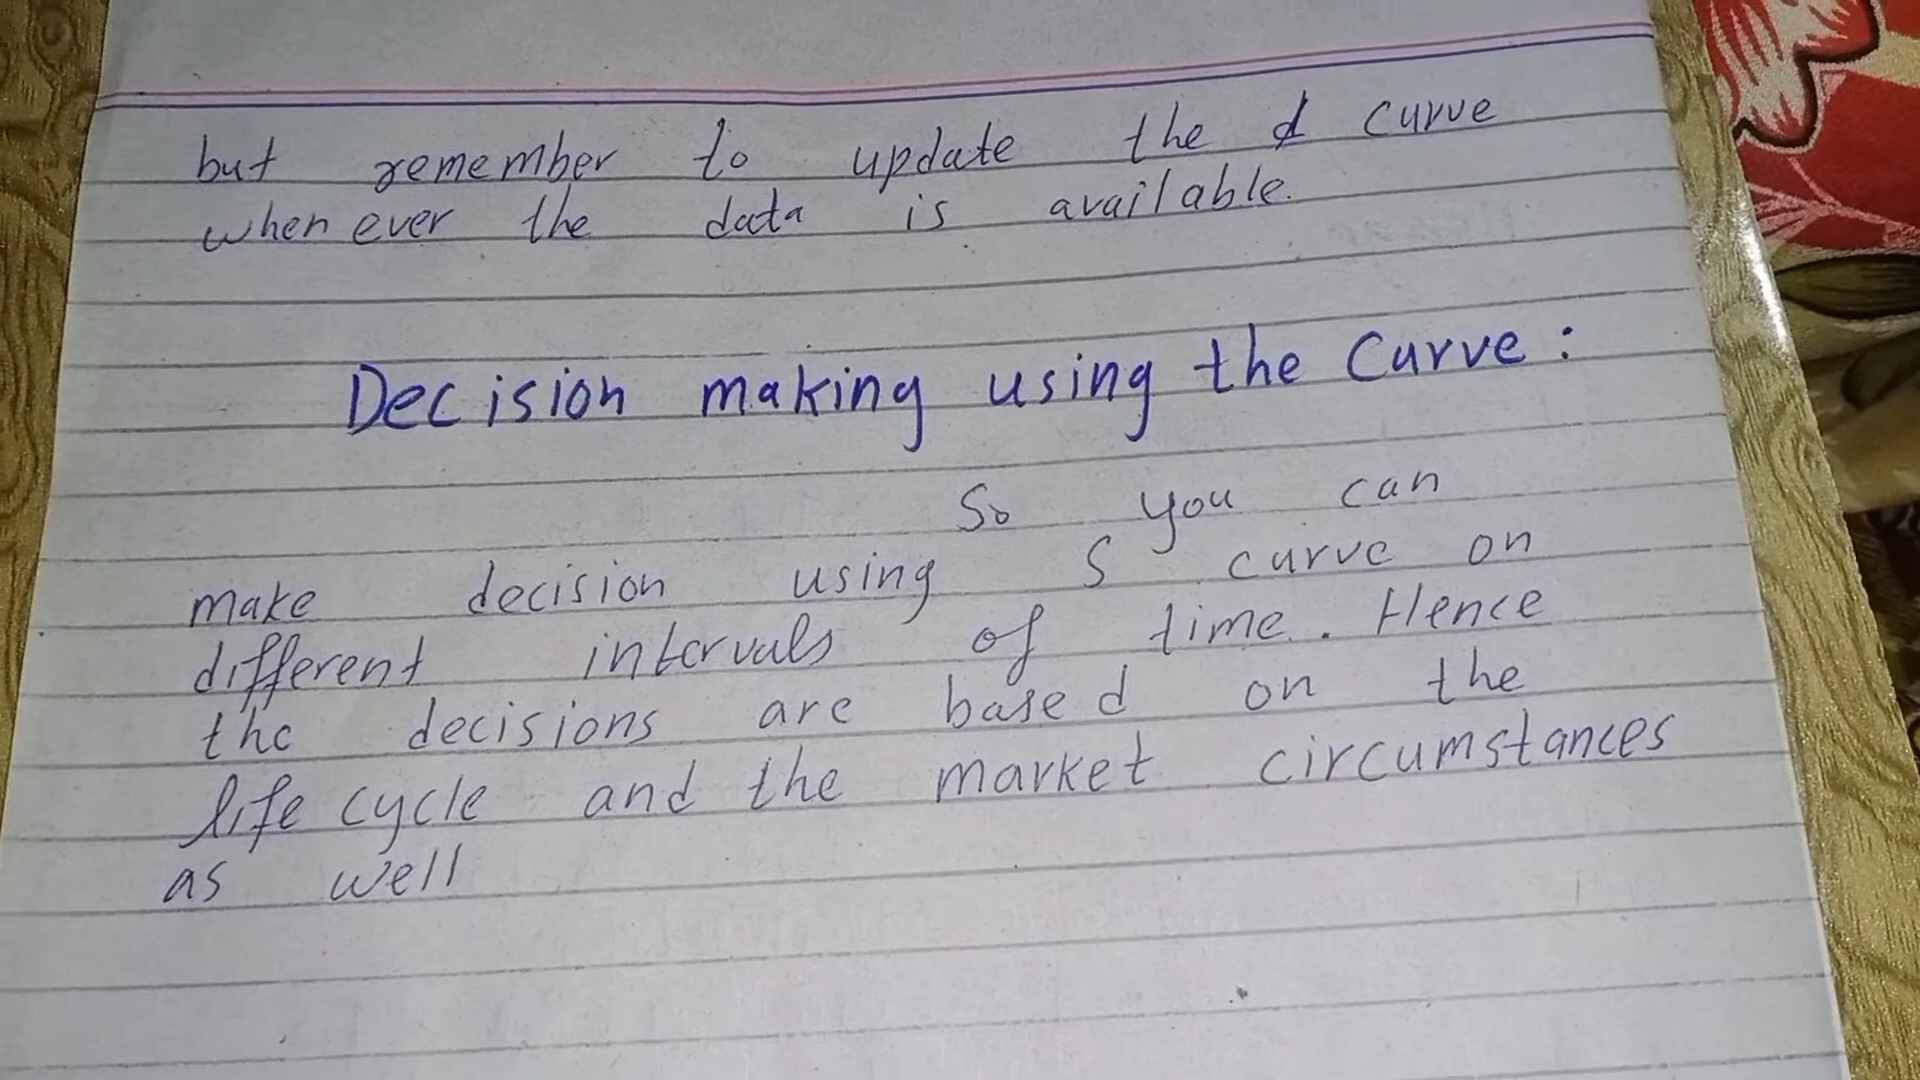 but remember to update the curve
when ever the data is available.
Decision making using the Curve :
So you can
make decision using S curve on
different intervals of time. Hence
the decisions are based on the
life cycle and the market circumstances
as well